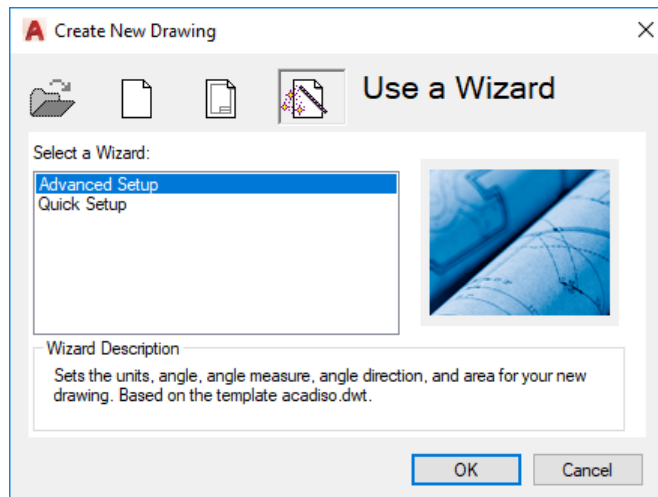 Create New Drawing
Use a Wizard
Select a Wizard:
Advanced Setup
Quick Setup
Wizard Description
Sets the units, angle, angle measure, angle direction, and area for your new
drawing. Based on the template acadiso.dwt.
OK
Cancel